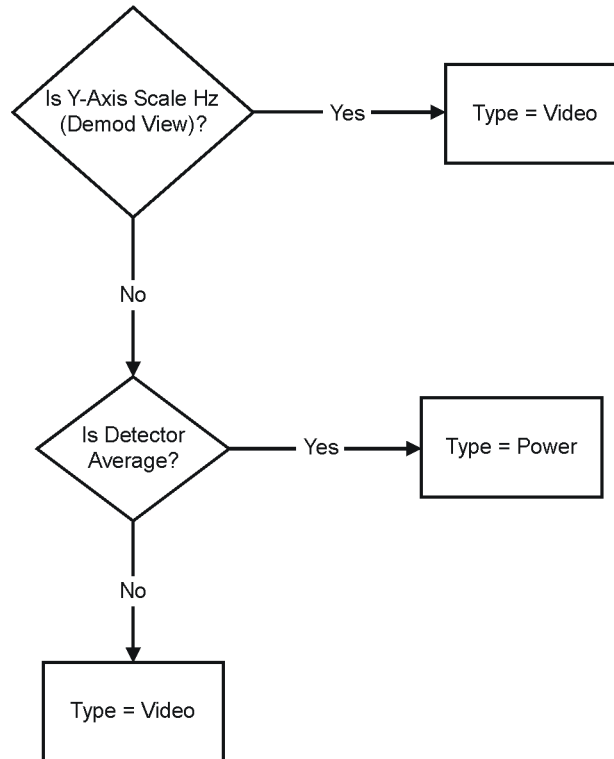 Is Y-Axis Scale Hz
(Demod View)?
Yes
Type = Video
No
Is Detector
Average?
Yes
Type = Power
No
Type = Video